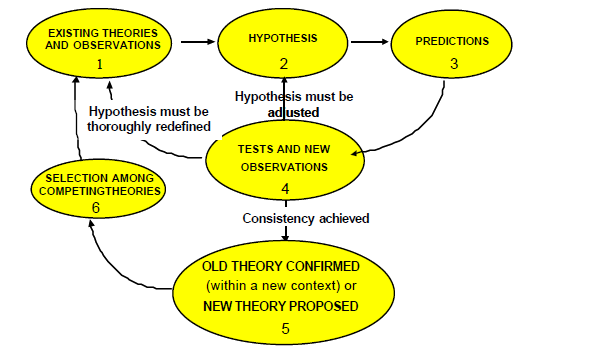 EXISTING THEORIES
AND OBSERVATIONS
1
HYPOTHESIS
2
PREDICTIONS
3
Hypothesis must be
thoroughly redefined
Hypothesis must be
adjusted
TESTS AND NEW
OBSERVATIONS
4
SELECTION AMONG
COMPETINGTHEORIES
6
Consistency achieved
OLD THEORY CONFIRMED
(within a new context) or
NEW THEORY PROPOSED
5